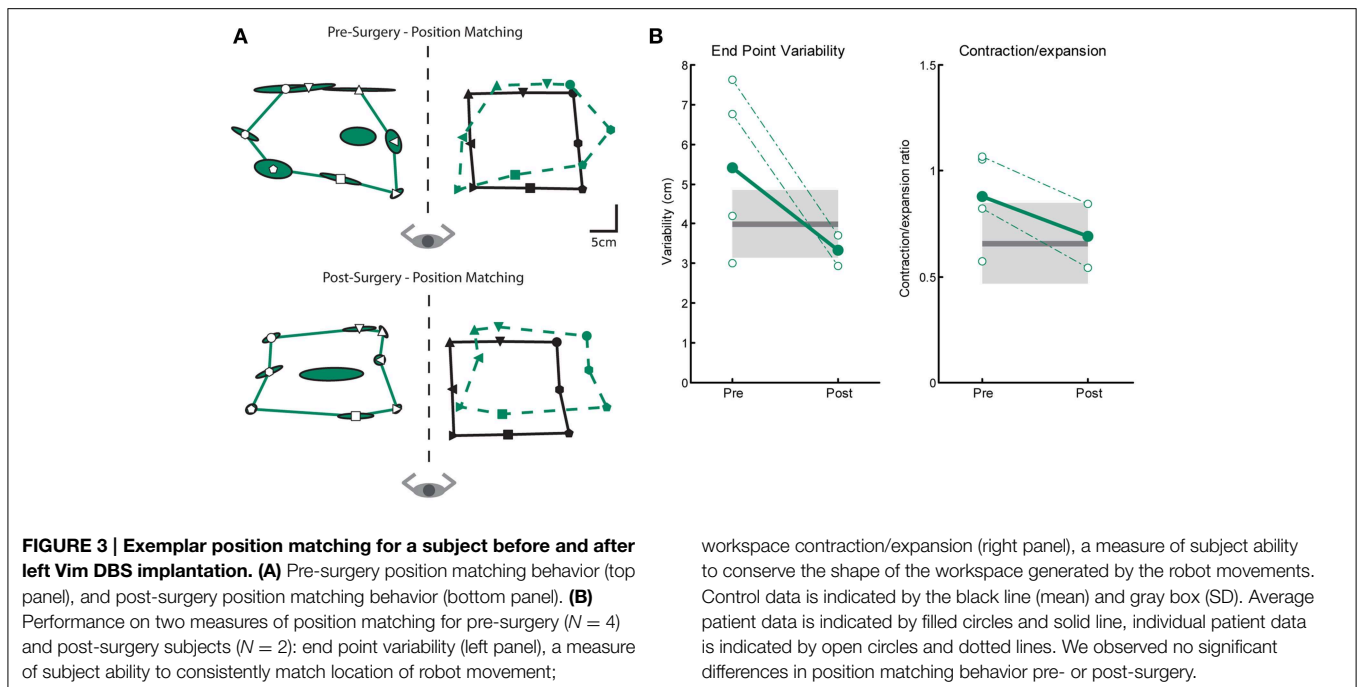 A
Pre-Surgery - Position Matching
5cm
Post-Surgery - Position Matching
B
End Point Variability
8
7
6
5
4
3
2
1
0
Variability (cm)
Pre
Post
Contraction/expansion
1.5
1
0.5
0
Contraction/expansion ratio
Pre
Post
FIGURE 3 | Exemplar position matching for a subject before and after
left Vim DBS implantation. (A) Pre-surgery position matching behavior (top
panel), and post-surgery position matching behavior (bottom panel). (B)
Performance on two measures of position matching for pre-surgery (N = 4)
and post-surgery subjects (N = 2): end point variability (left panel), a measure
of subject ability to consistently match location of robot movement;
workspace contraction/expansion (right panel), a measure of subject ability
to conserve the shape of the workspace generated by the robot movements.
Control data is indicated by the black line (mean) and gray box (SD). Average
patient data is indicated by filled circles and solid line, individual patient data
is indicated by open circles and dotted lines. We observed no significant
differences in position matching behavior pre- or post-surgery.